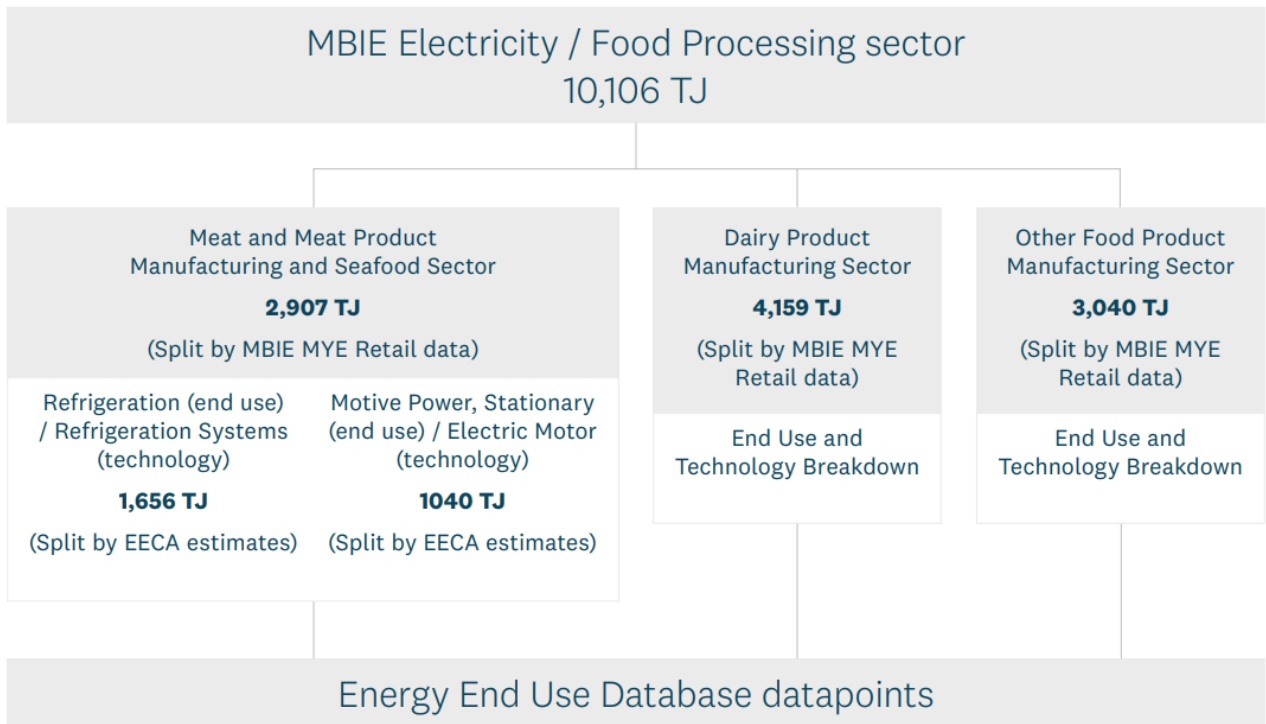 MBIE Electricity / Food Processing sector
10,106 TJ
Meat and Meat Product
Manufacturing and Seafood Sector
2,907 TJ
(Split by MBIE MYE Retail data)
Refrigeration (end use)
/ Refrigeration Systems
(technology)
1,656 TJ
(Split by EECA estimates)
Motive Power, Stationary
(end use) / Electric Motor
(technology)
1040 TJ
(Split by EECA estimates)
Dairy Product
Manufacturing Sector
4,159 TJ
(Split by MBIE MYE
Retail data)
End Use and
Technology Breakdown
Other Food Product
Manufacturing Sector
3,040 TJ
(Split by MBIE MYE
Retail data)
End Use and
Technology Breakdown
Energy End Use Database datapoints